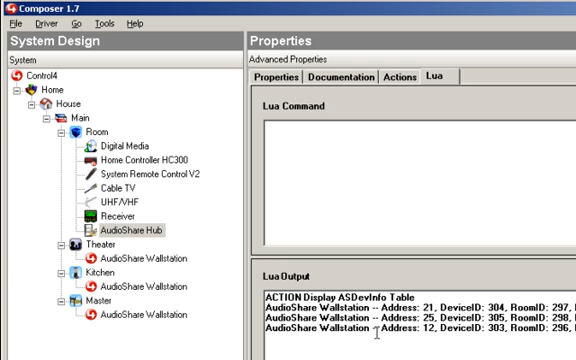 Composer 1.7
File Driver Go Tools Help
System Design
System
Control4
Home
House
Main
Room
Digital Media
Home Controller HC300
System Remote Control V2
Cable TV
UHF/VHF
Receiver
AudioShare Hub
Theater
AudioShare Wallstation
Kitchen
AudioShare Wallstation
Master
AudioShare Wallstation
Properties
Advanced Properties
Properties Documentation Actions Lua
Lua Command
Lua Output
ACTION Display ASDevInfo Table
AudioShare Wallstation -- Address: 21, DeviceID: 304, RoomID: 297,
AudioShare Wallstation -- Address: 25, DeviceID: 305, RoomID: 298,
AudioShare Wallstation -- Address: 12, DeviceID: 303, RoomID: 296,